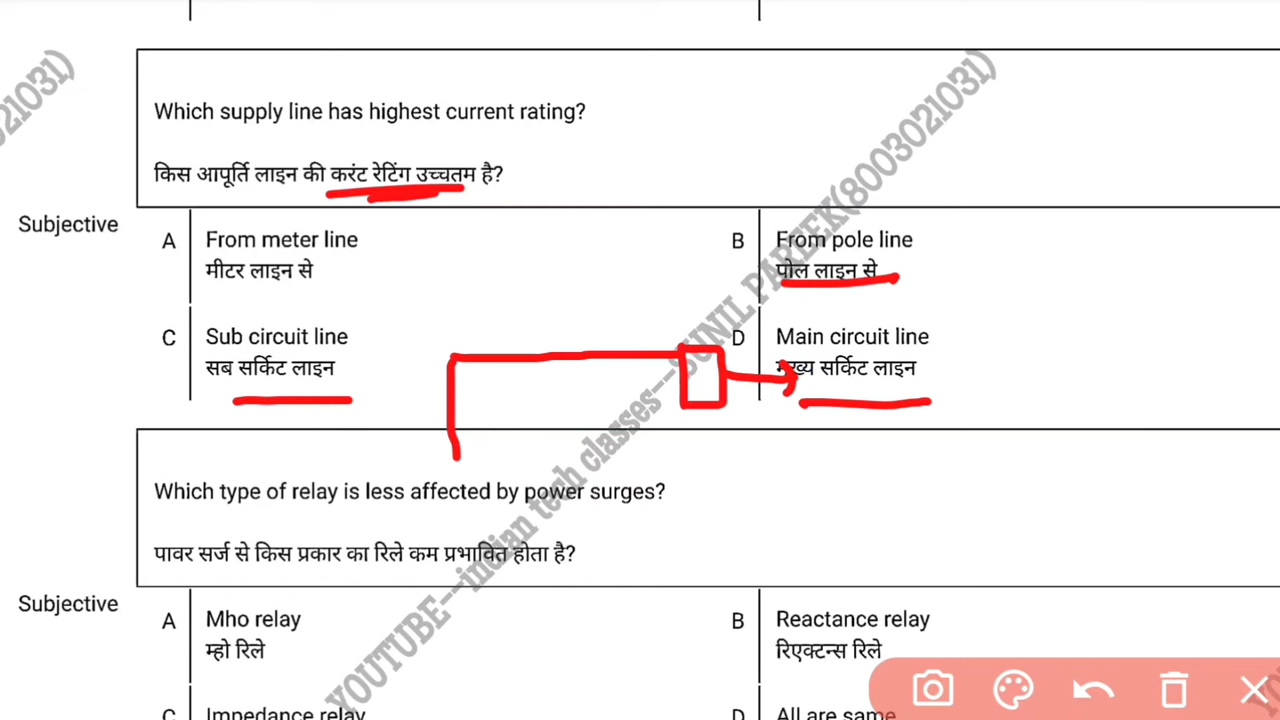 Which supply line has highest current rating?
किस आपूर्ति लाइन की करंट रेटिंग उच्चतम है?
Subjective
A From meter line
मीटर लाइन से
B From pole line
पोल लाइन से
C Sub circuit line
सब सर्किट लाइन
D Main circuit line
मुख्य सर्किट लाइन
Which type of relay is less affected by power surges?
पावर सर्ज से किस प्रकार का रिले कम प्रभावित होता है?
Subjective
A Mho relay
म्हो रिले
B Reactance relay
रिएक्टन्स रिले
C Impedance relay
D All are same
YOUTUBE--indian tech classes--SUNIL PAREEK(8003021031)
021031)